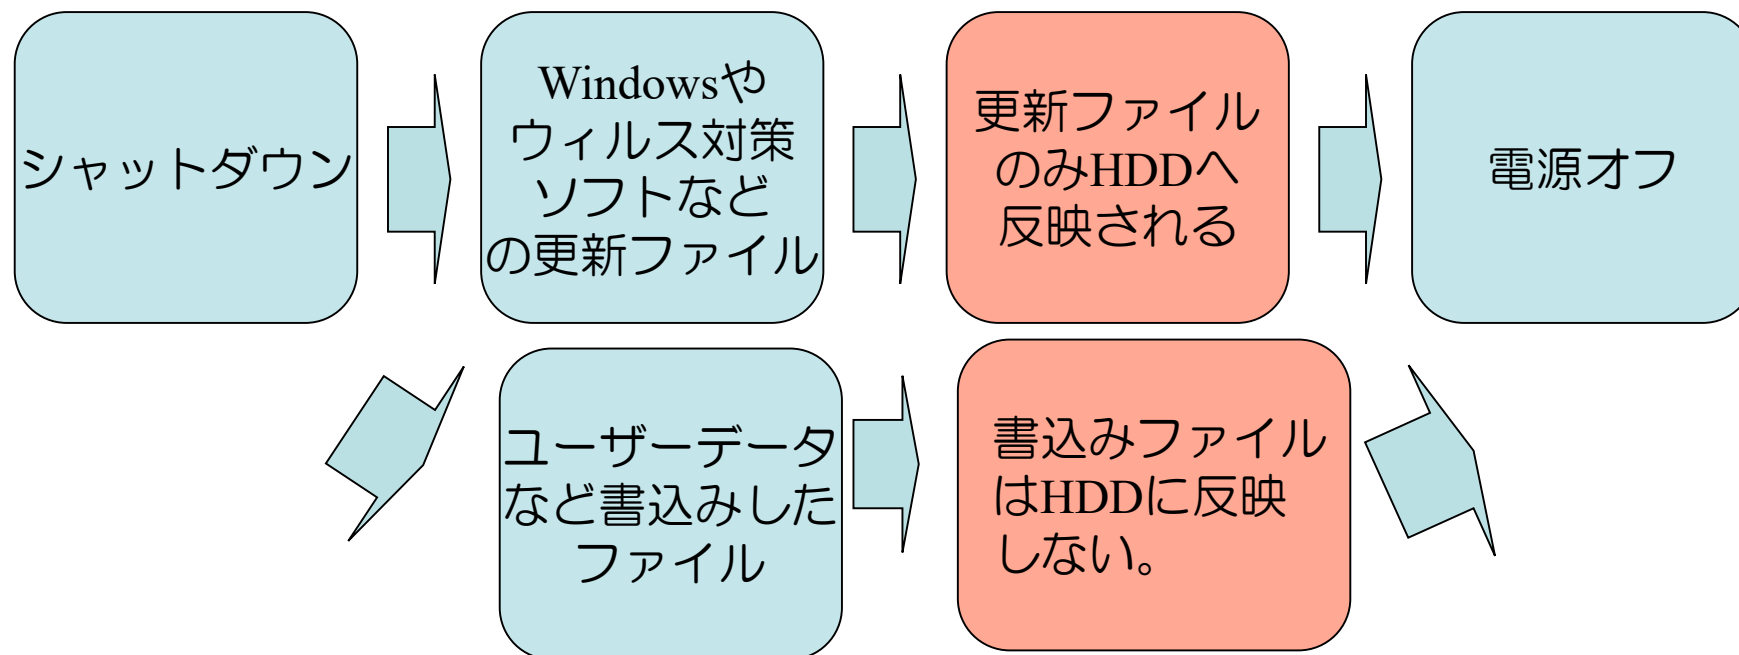 シャットダウン
Windowsや
ウィルス対策
ソフトなど
の更新ファイル
更新ファイル
のみHDDへ
反映される
電源オフ
ユーザーデータ
など書込みした
ファイル
書込みファイル
はHDDに反映
しない。